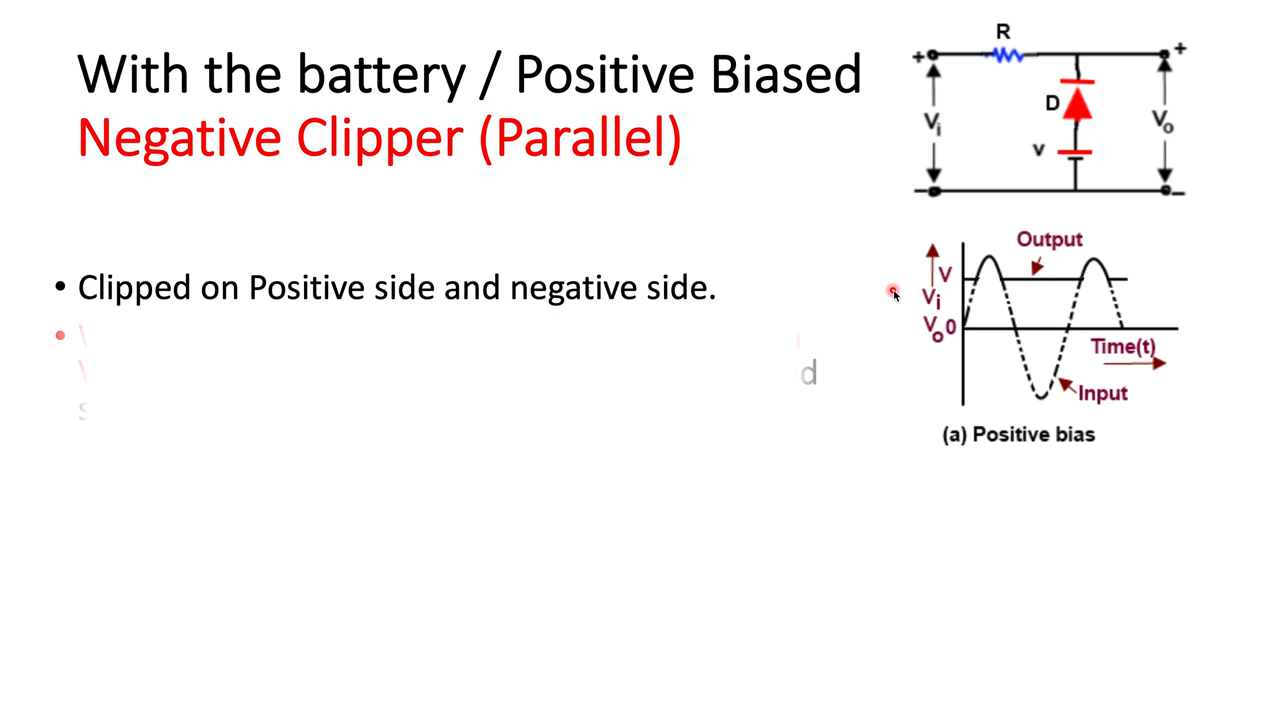 With the battery / Positive Biased
Negative Clipper (Parallel)
• Clipped on Positive side and negative side.
R
+
+
D
Vi
Vo
v
–
–
Output
V
Vi
Vo 0
Time(t)
Input
(a) Positive bias